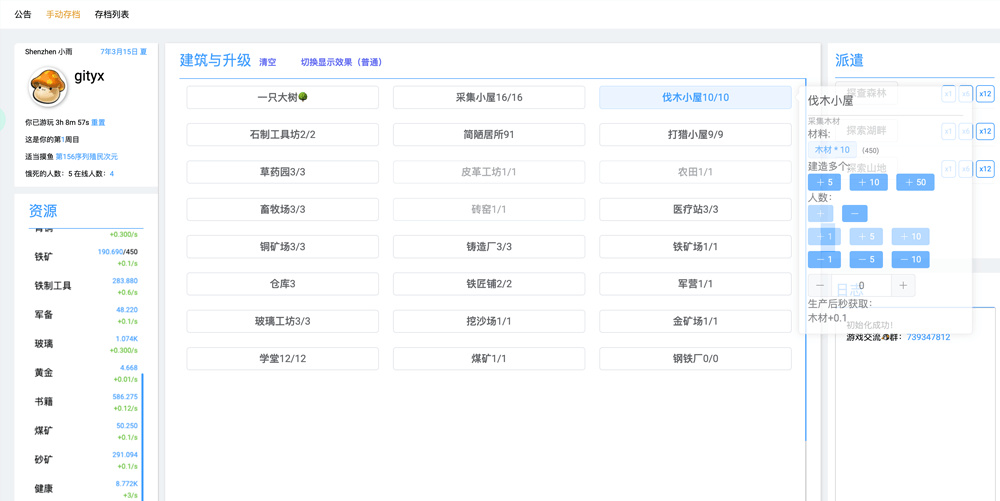 公告 手动存档 存档列表
Shenzhen 小雨 7年3月15日 夏
gityx
你已游玩 3h 8m 57s 重置
这是你的第1周目
适当摸鱼 第156序列殖民次元
饿死的人数：5 在线人数：4
资源
+0.300/s
铁矿 190.690/450
+0.1/s
铁制工具 283.880
+0.6/s
军备 48.220
+0.1/s
玻璃 1.074K
+0.300/s
黄金 4.668
+0.01/s
书籍 586.275
+0.12/s
煤矿 50.250
+0.1/s
砂矿 291.094
+0.1/s
健康 8.772K
+3/s
建筑与升级 清空 切换显示效果（普通）
一只大树🌳 采集小屋16/16 伐木小屋10/10
石制工具坊2/2 简陋居所91 打猎小屋9/9
草药园3/3 皮革工坊1/1 农田1/1
畜牧场3/3 砖窑1/1 医疗站3/3
铜矿场3/3 铸造厂3/3 铁矿场1/1
仓库3 铁匠铺2/2 军营1/1
玻璃工坊3/3 挖沙场1/1 金矿场1/1
学堂12/12 煤矿1/1 钢铁厂0/0
派遣
探查森林 x1 x6 x12
探索湖畔 x1 x6 x12
探索山地 x1 x6 x12
伐木小屋
采集木材
材料:
木材 * 10 (450)
建造多个:
+ 5 + 10 + 50
人数：
+ −
+ 1 + 5 + 10
− 1 − 5 − 10
− 0 +
生产后秒获取：
木材+0.1
日志
初始化成功！
游戏交流🐧群：739347812